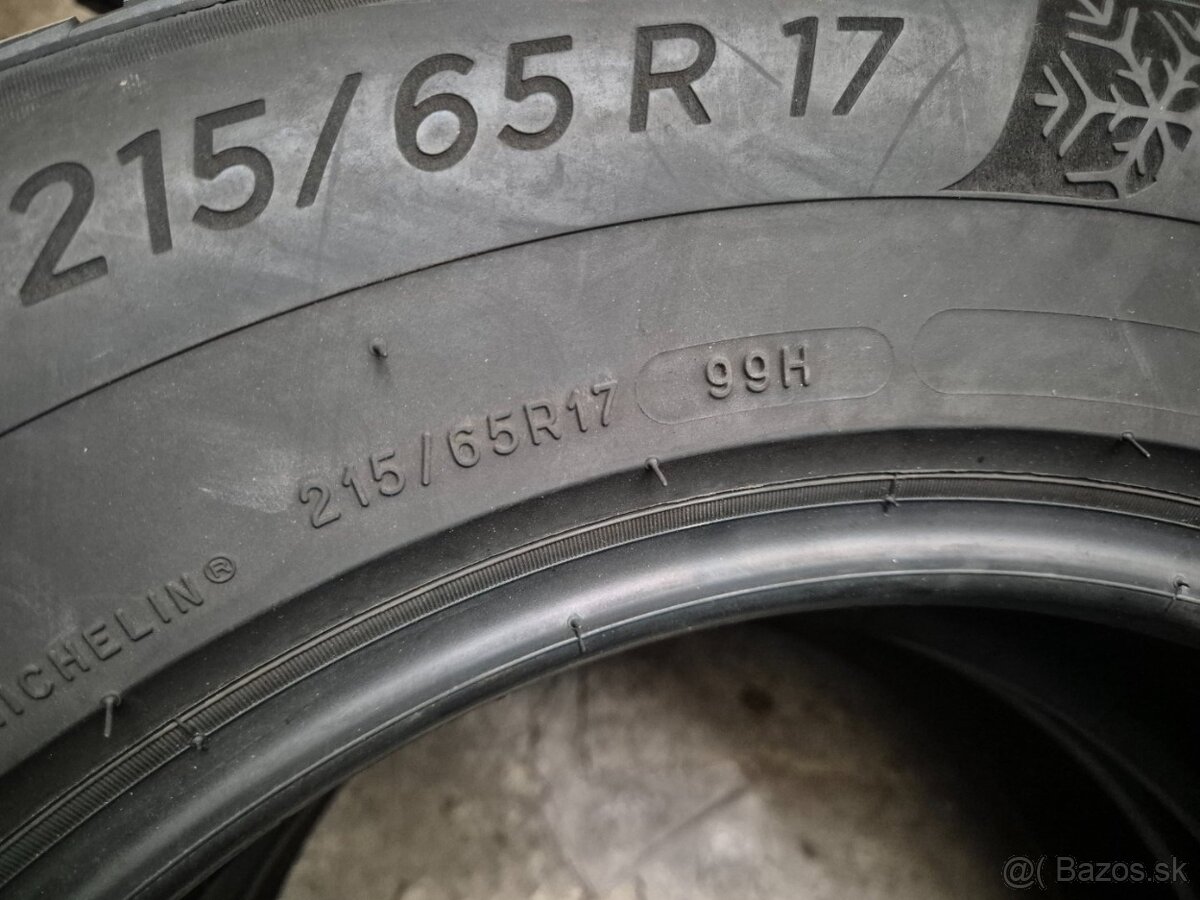 215/65 R 17
215/65R17 99H
MICHELIN®
@( Bazos.sk